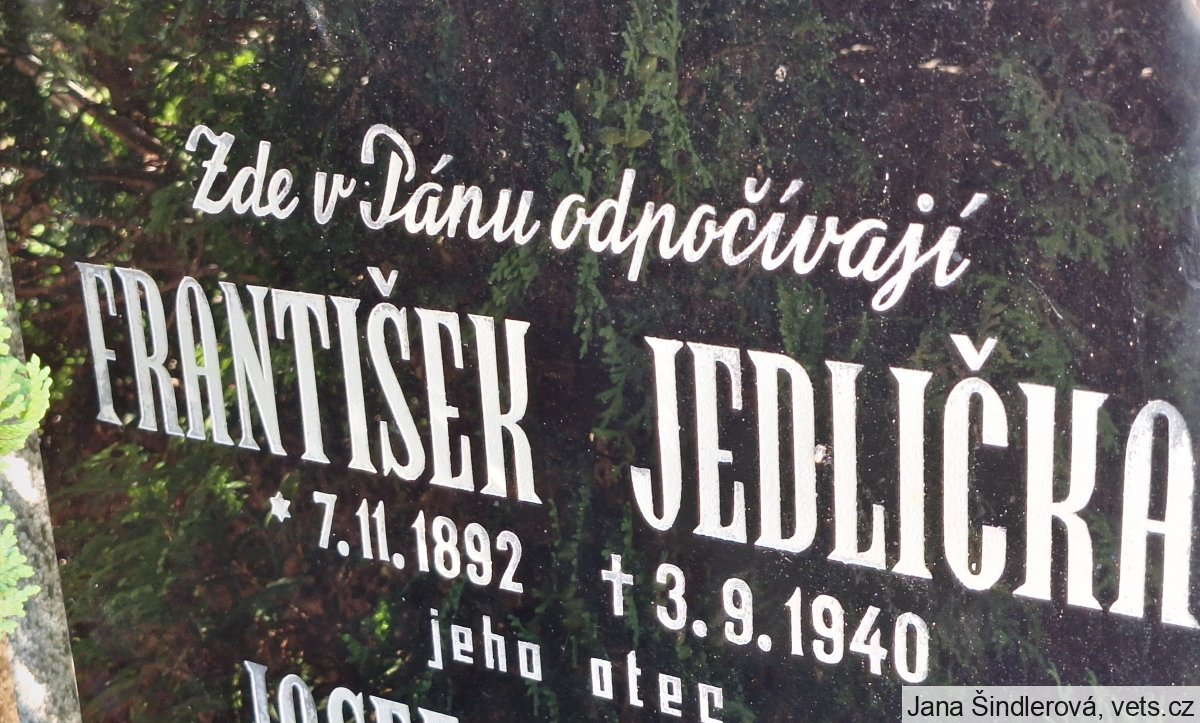 Zde v Pánu odpočívají
FRANTIŠEK JEDLIČKA
* 7.11.1892 † 3.9.1940
jeho otec
Jana Šindlerová, vets.cz